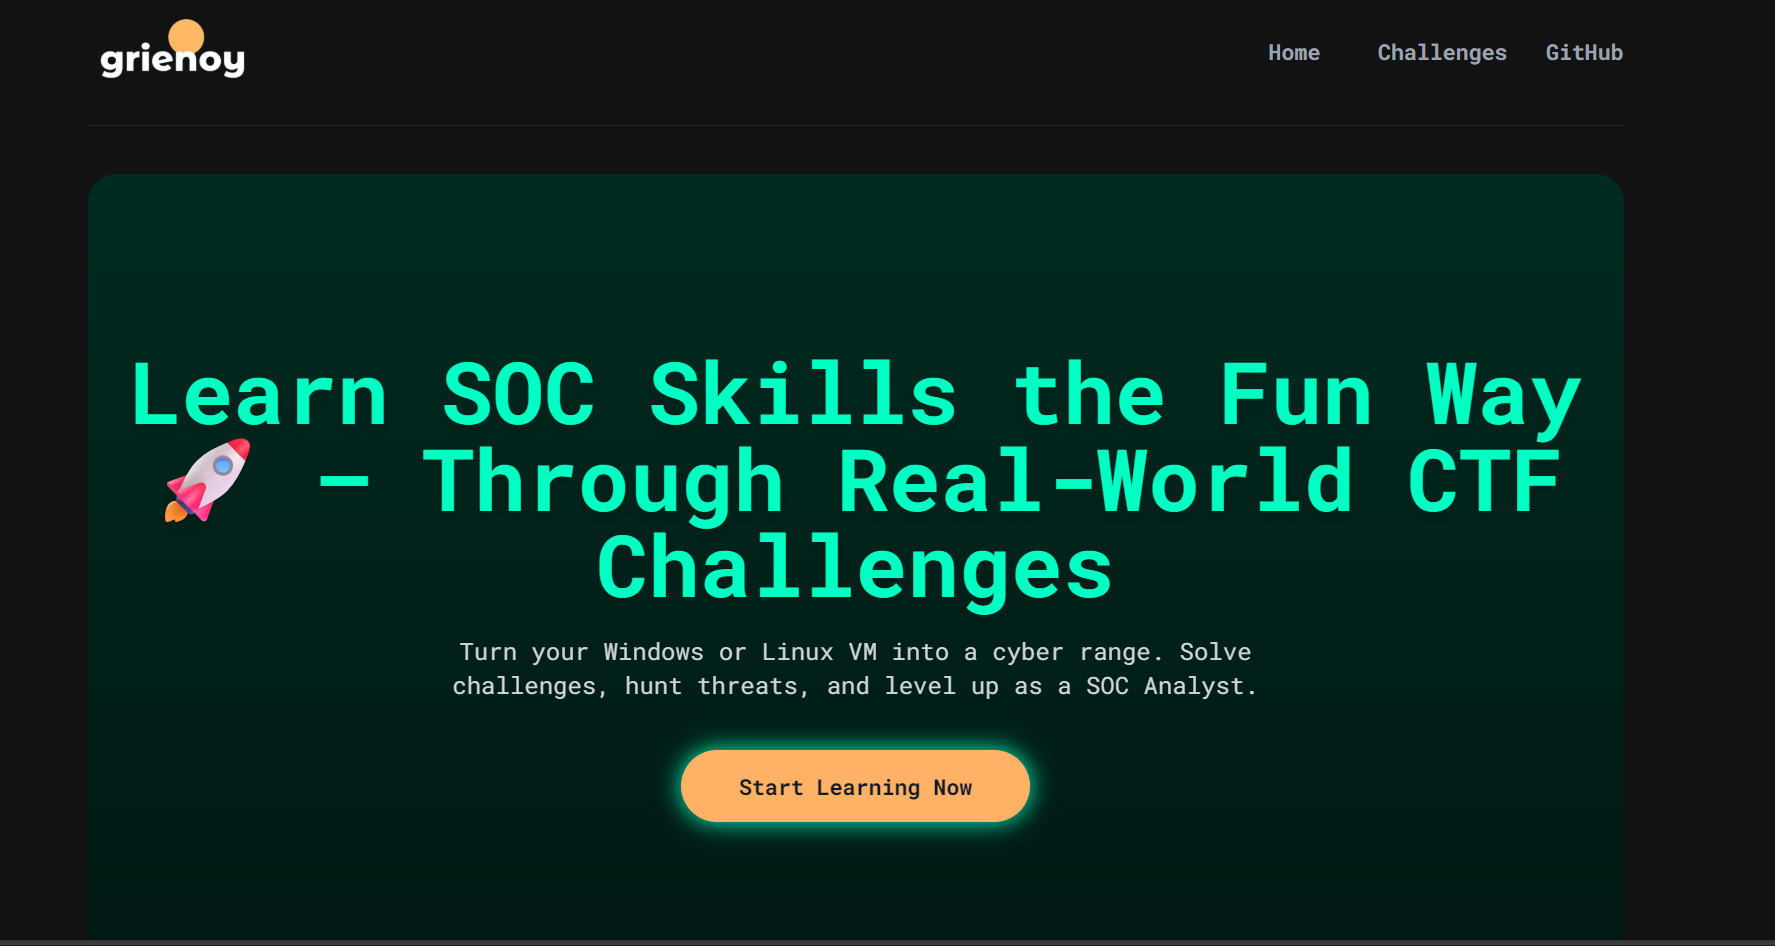 grienoy
Home Challenges GitHub
Learn SOC Skills the Fun Way
🚀 – Through Real-World CTF
Challenges
Turn your Windows or Linux VM into a cyber range. Solve
challenges, hunt threats, and level up as a SOC Analyst.
Start Learning Now